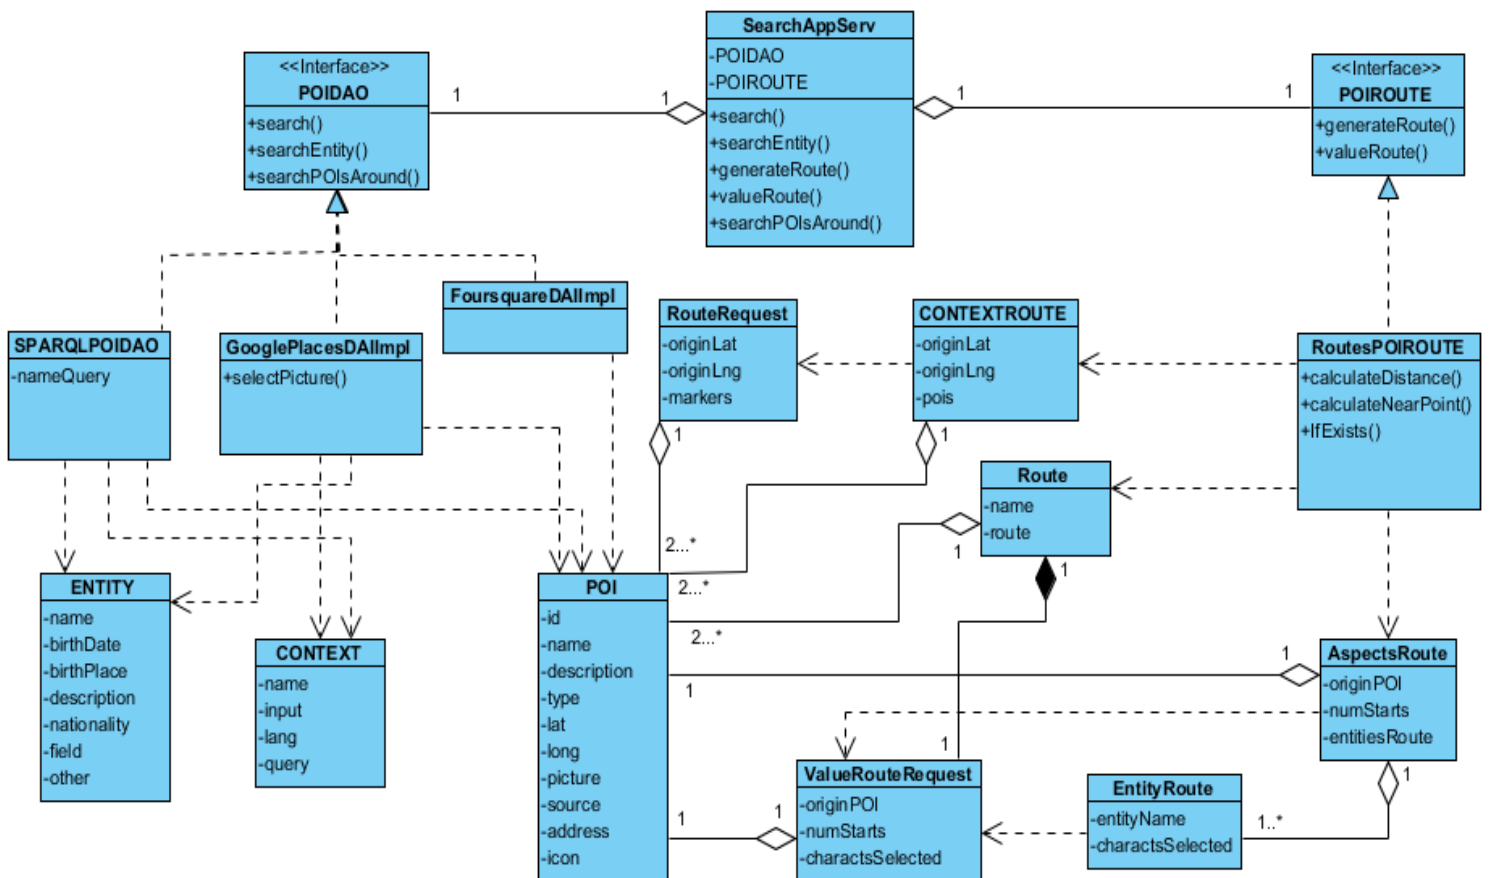 SearchAppServ
-POIDAO
-POIROUTE
+search()
+searchEntity()
+generateRoute()
+valueRoute()
+searchPOIsAround()
<<Interface>>
POIDAO
+search()
+searchEntity()
+searchPOIsAround()
1
1
1
1
<<Interface>>
POIROUTE
+generateRoute()
+valueRoute()
SPARQLPOIDAO
-nameQuery
GooglePlacesDAIImpl
+selectPicture()
FoursquareDAIImpl
RouteRequest
-originLat
-originLng
-markers
1
CONTEXTROUTE
-originLat
-originLng
-pois
1
RoutesPOIROUTE
+calculateDistance()
+calculateNearPoint()
+IfExists()
Route
-name
-route
1
1
2...*
2...*
2...*
ENTITY
-name
-birthDate
-birthPlace
-description
-nationality
-field
-other
CONTEXT
-name
-input
-lang
-query
POI
-id
-name
-description
-type
-lat
-long
-picture
-source
-address
-icon
1
1
AspectsRoute
-originPOI
-numStarts
-entitiesRoute
1
1
ValueRouteRequest
-originPOI
-numStarts
-charactsSelected
1
1
EntityRoute
-entityName
-charactsSelected
1..*